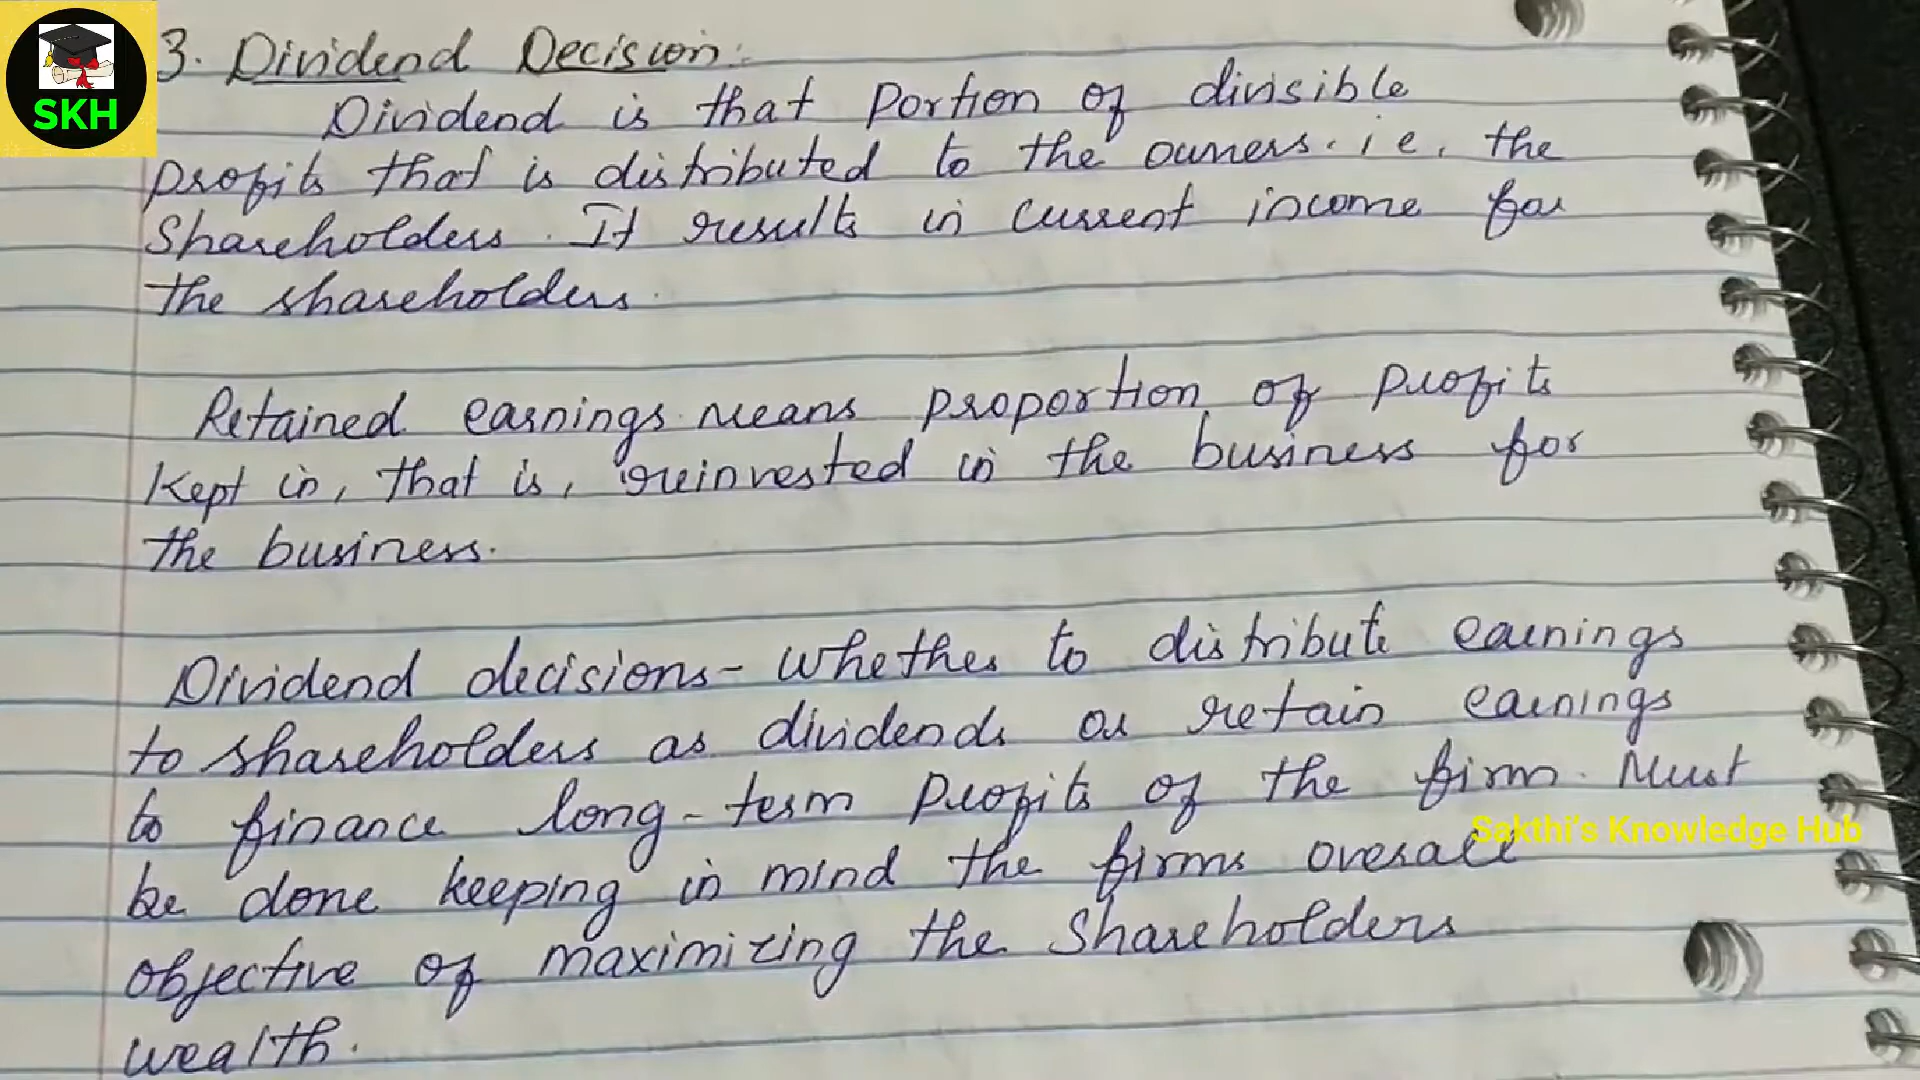 SKH
3. Dividend Decision:
Dividend is that portion of divisible
profits that is distributed to the owners. i.e. the
Shareholders. It results in current income for
the shareholders.
Retained earnings means proportion of profits
kept in, that is, reinvested in the business for
the business.
Dividend decisions- whether to distribute earnings
to shareholders as dividends or retain earnings
to finance long-term profits of the firm. Must
Sakthi's Knowledge Hub
be done keeping in mind the firms overall
objective of maximizing the shareholders
wealth.